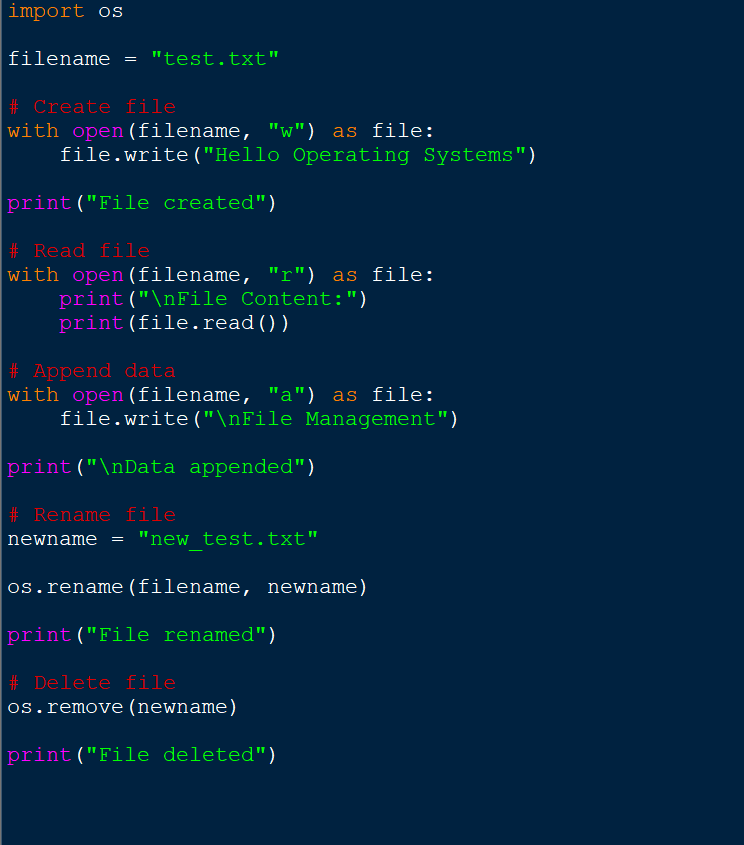 import os
filename = "test.txt"
# Create file
with open(filename, "w") as file:
    file.write("Hello Operating Systems")
print("File created")
# Read file
with open(filename, "r") as file:
    print("\nFile Content:")
    print(file.read())
# Append data
with open(filename, "a") as file:
    file.write("\nFile Management")
print("\nData appended")
# Rename file
newname = "new_test.txt"
os.rename(filename, newname)
print("File renamed")
# Delete file
os.remove(newname)
print("File deleted")